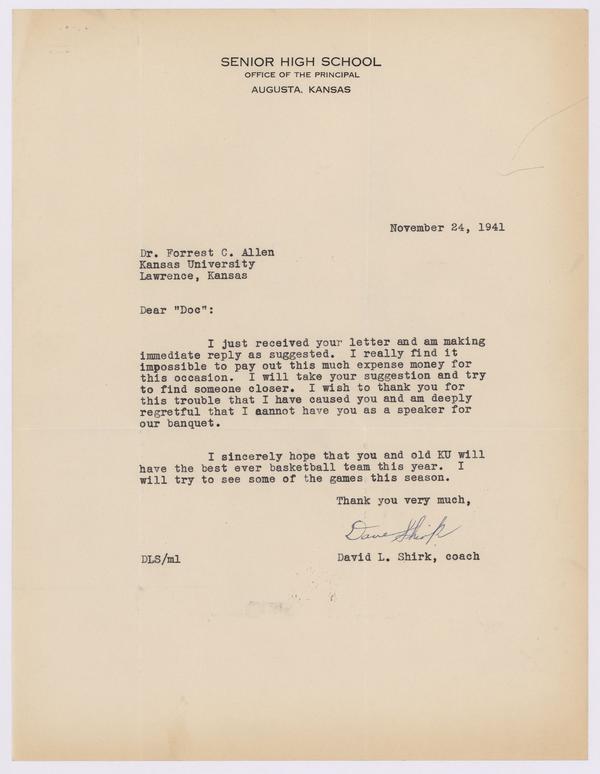 SENIOR HIGH SCHOOL
OFFICE OF THE PRINCIPAL
AUGUSTA, KANSAS
November 24, 1941
Dr. Forrest C. Allen
Kansas University
Lawrence, Kansas
Dear "Doc":
I just received your letter and am making
immediate reply as suggested. I really find it
impossible to pay out this much expense money for
this occasion. I will take your suggestion and try
to find someone closer. I wish to thank you for
this trouble that I have caused you and am deeply
regretful that I aannot have you as a speaker for
our banquet.
I sincerely hope that you and old KU will
have the best ever basketball team this year. I
will try to see some of the games this season.
Thank you very much,
Dave Shirk
DLS/ml David L. Shirk, coach